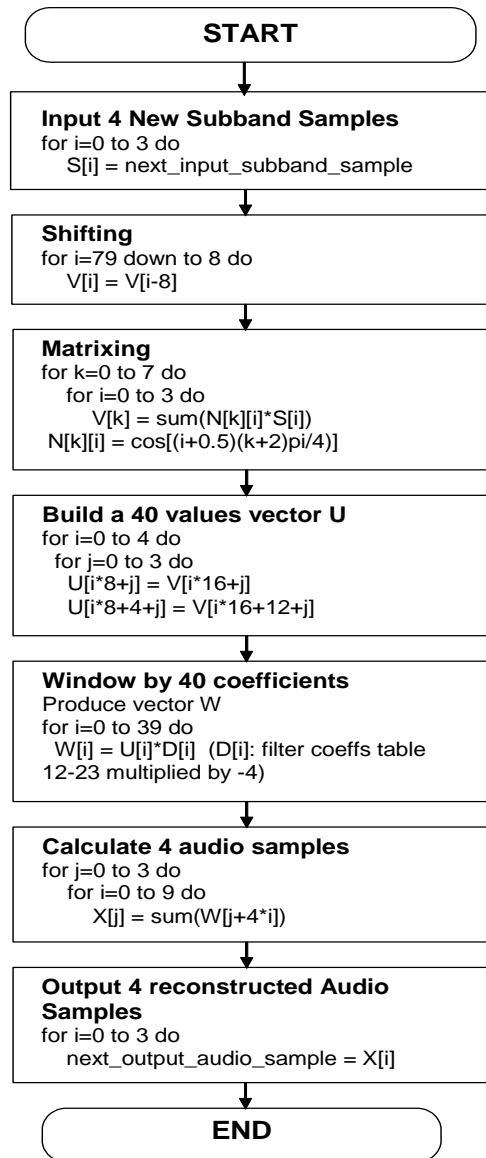 START
Input 4 New Subband Samples
for i=0 to 3 do
S[i] = next_input_subband_sample
Shifting
for i=79 down to 8 do
V[i] = V[i-8]
Matrixing
for k=0 to 7 do
for i=0 to 3 do
V[k] = sum(N[k][i]*S[i])
N[k][i] = cos[(i+0.5)(k+2)pi/4)]
Build a 40 values vector U
for i=0 to 4 do
for j=0 to 3 do
U[i*8+j] = V[i*16+j]
U[i*8+4+j] = V[i*16+12+j]
Window by 40 coefficients
Produce vector W
for i=0 to 39 do
W[i] = U[i]*D[i] (D[i]: filter coeffs table
12-23 multiplied by -4)
Calculate 4 audio samples
for j=0 to 3 do
for i=0 to 9 do
X[j] = sum(W[j+4*i])
Output 4 reconstructed Audio
Samples
for i=0 to 3 do
next_output_audio_sample = X[i]
END